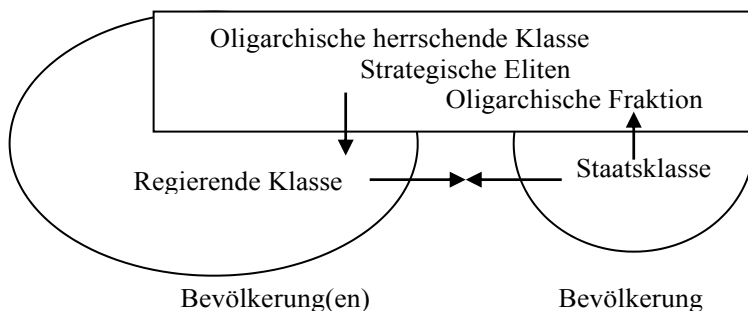 Oligarchische herrschende Klasse
Strategische Eliten
Oligarchische Fraktion
Regierende Klasse
Staatsklasse
Bevölkerung(en)
Bevölkerung